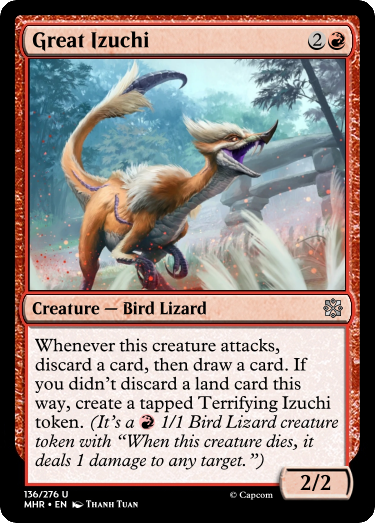 Great Izuchi 2
Creature — Bird Lizard
Whenever this creature attacks,
discard a card, then draw a card. If
you didn't discard a land card this
way, create a tapped Terrifying Izuchi
token. (It's a 1/1 Bird Lizard creature
token with “When this creature dies, it
deals 1 damage to any target.”)
2/2
136/276 U
MHR • EN Thanh Tuan
© Capcom